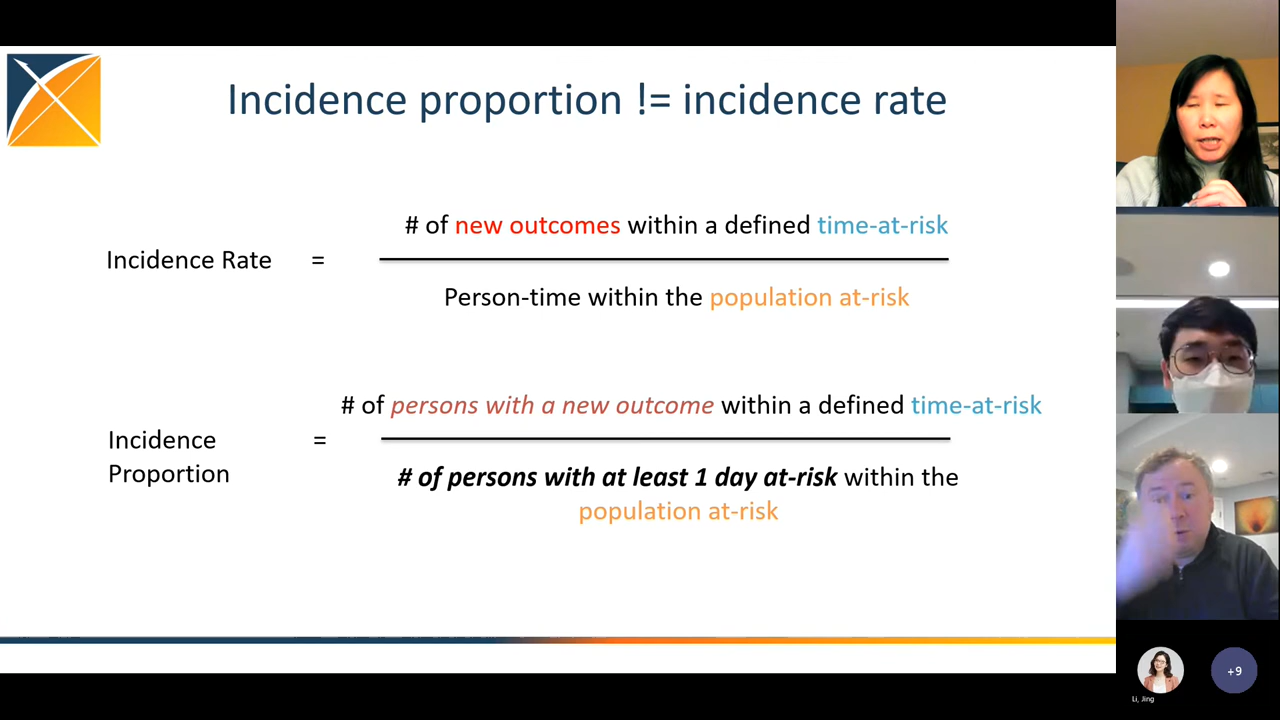 Incidence proportion != incidence rate
# of new outcomes within a defined time-at-risk
Incidence Rate =
Person-time within the population at-risk
# of persons with a new outcome within a defined time-at-risk
Incidence =
Proportion
# of persons with at least 1 day at-risk within the
population at-risk
Li, Jing
+9